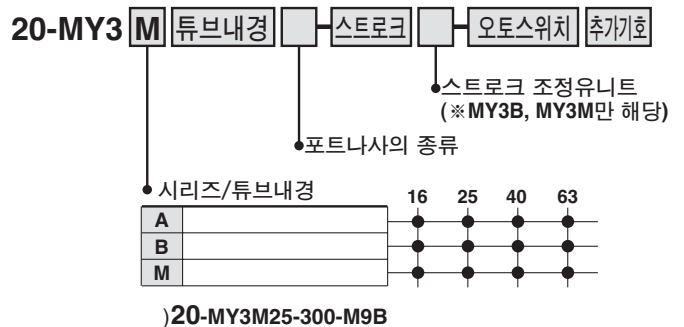 20-MY3 M 튜브내경 - 스트로크 - 오토스위치 추가기호
스트로크 조정유니트
(※MY3B, MY3M만 해당)
포트나사의 종류
시리즈/튜브내경 16 25 40 63
A
B
M
)20-MY3M25-300-M9B